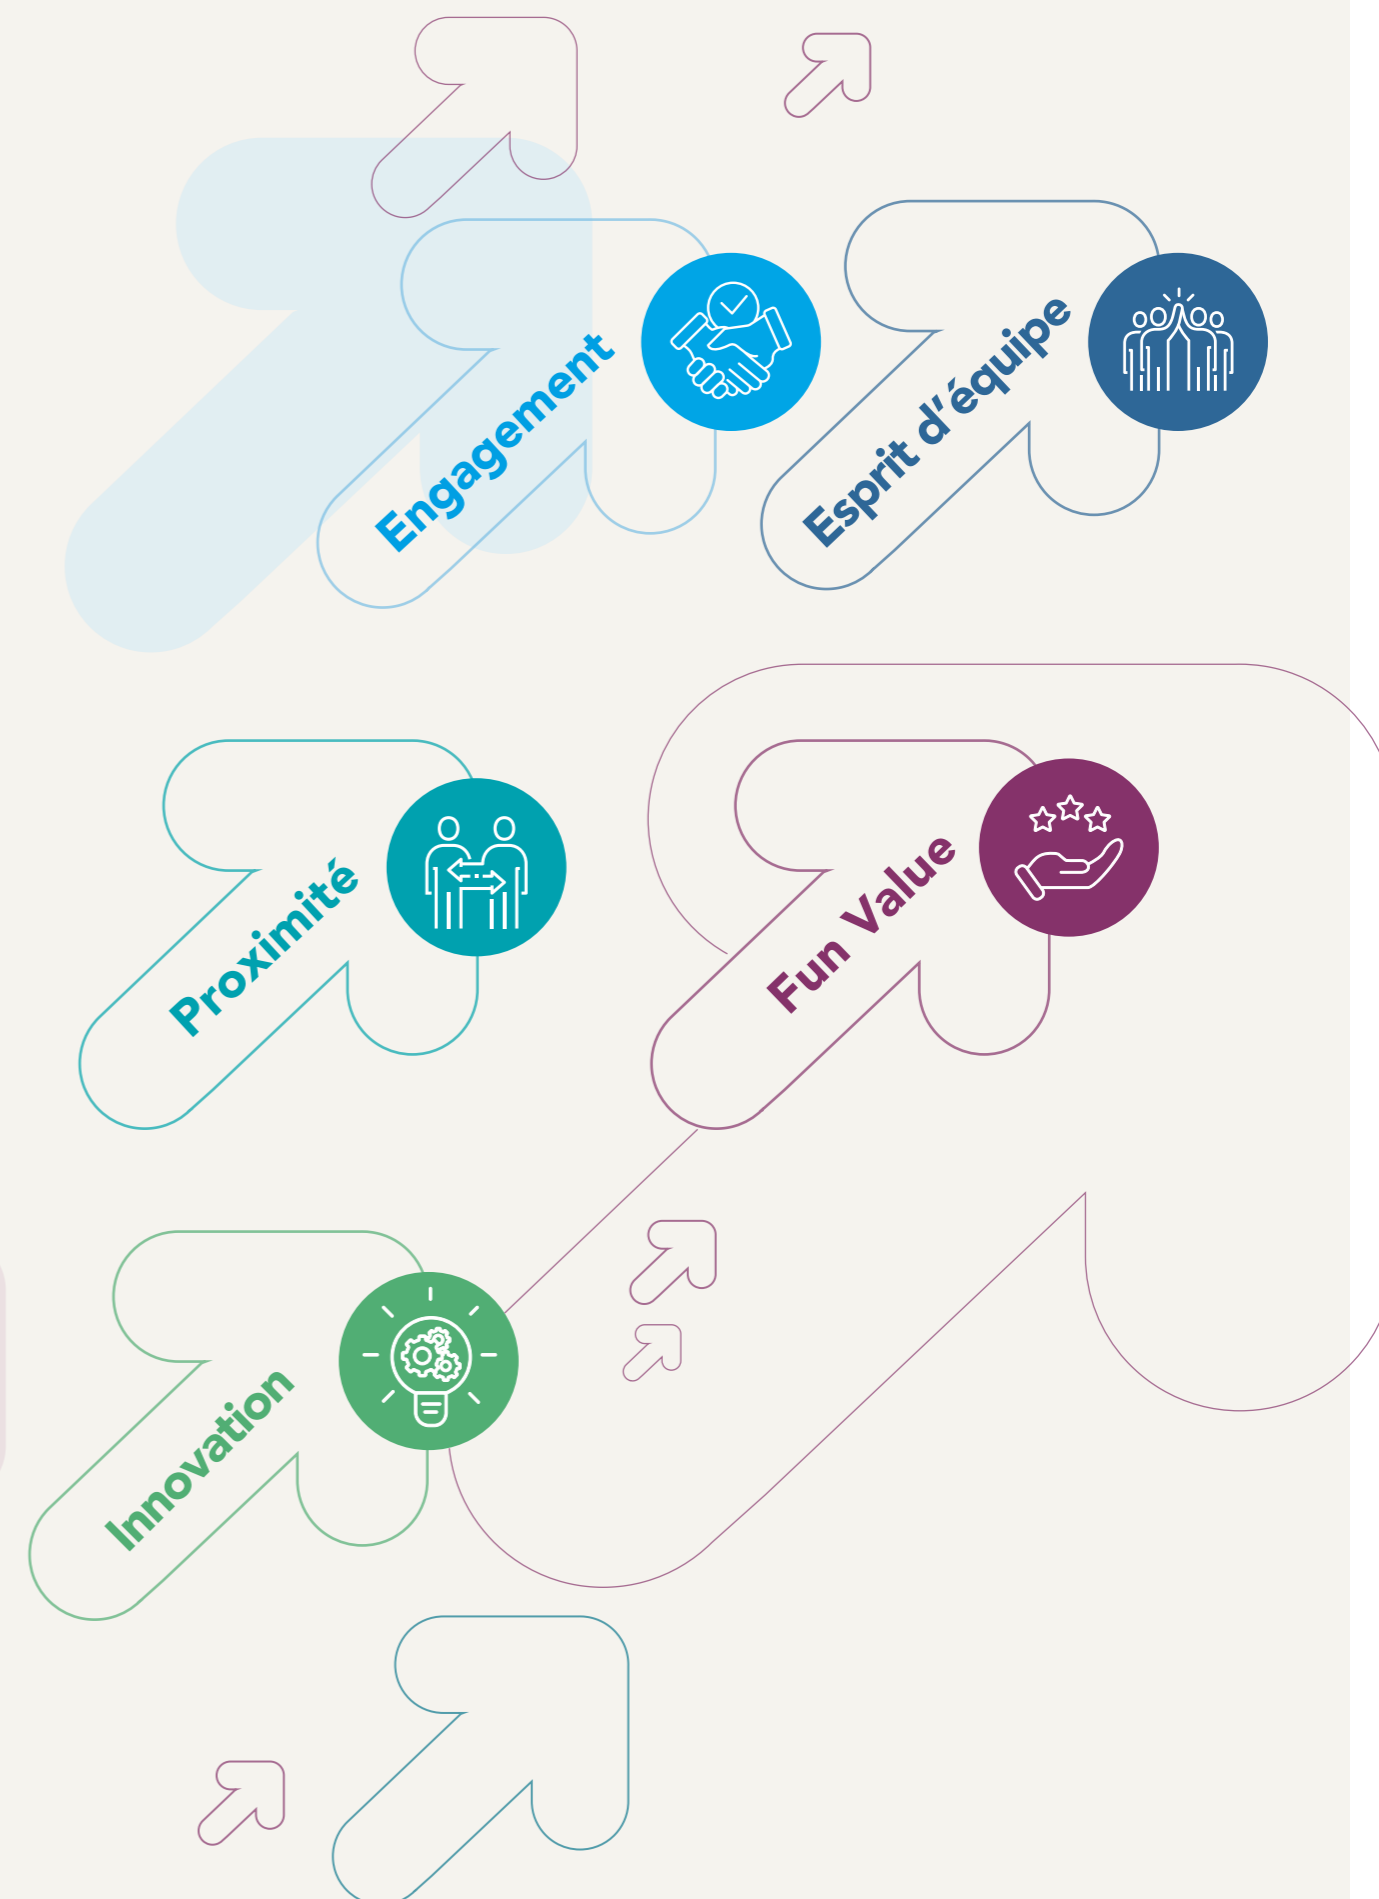 Engagement
Esprit d'équipe
Proximité
Fun Value
Innovation